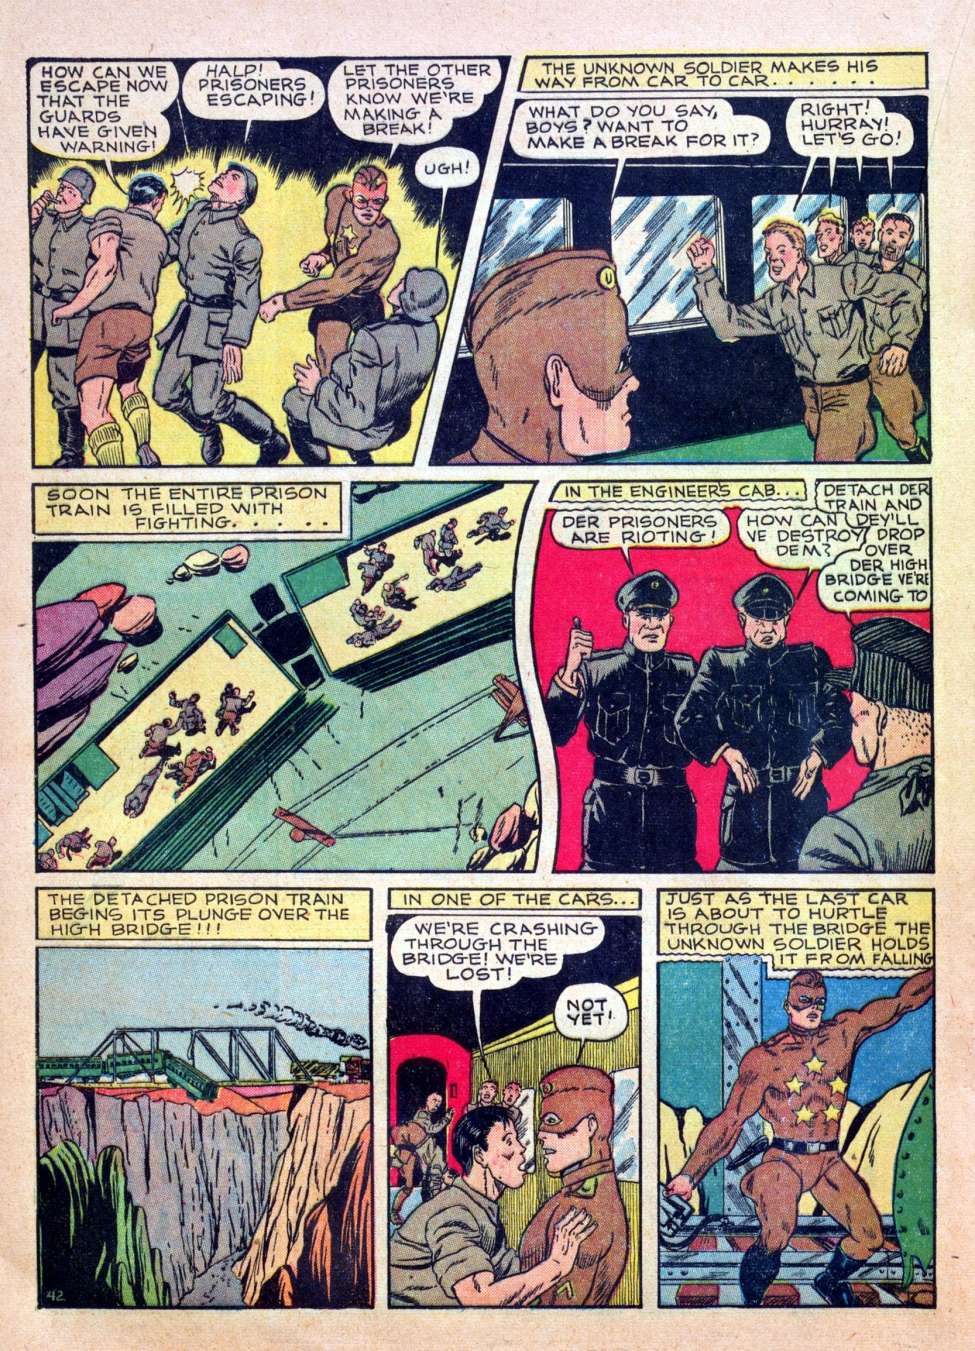 HOW CAN WE
ESCAPE NOW
THAT THE
GUARDS
HAVE GIVEN
WARNING!
HALP!
PRISONERS
ESCAPING!
LET THE OTHER
PRISONERS
KNOW WE'RE
MAKING A
BREAK!
UGH!
THE UNKNOWN SOLDIER MAKES HIS
WAY FROM CAR TO CAR.......
WHAT DO YOU SAY,
BOYS? WANT TO
MAKE A BREAK FOR IT?
RIGHT!
HURRAY!
LET'S GO!
SOON THE ENTIRE PRISON
TRAIN IS FILLED WITH
FIGHTING.....
IN THE ENGINEER'S CAB...
DER PRISONERS
ARE RIOTING!
HOW CAN
VE DESTROY
DEM?
DETACH DER
TRAIN AND
DEY'LL
DROP
OVER
DER HIGH
BRIDGE VE'RE
COMING TO
THE DETACHED PRISON TRAIN
BEGINS ITS PLUNGE OVER THE
HIGH BRIDGE!!!
42
IN ONE OF THE CARS...
WE'RE CRASHING
THROUGH THE
BRIDGE! WE'RE
LOST!
NOT
YET!
JUST AS THE LAST CAR
IS ABOUT TO HURTLE
THROUGH THE BRIDGE THE
UNKNOWN SOLDIER HOLDS
IT FROM FALLING